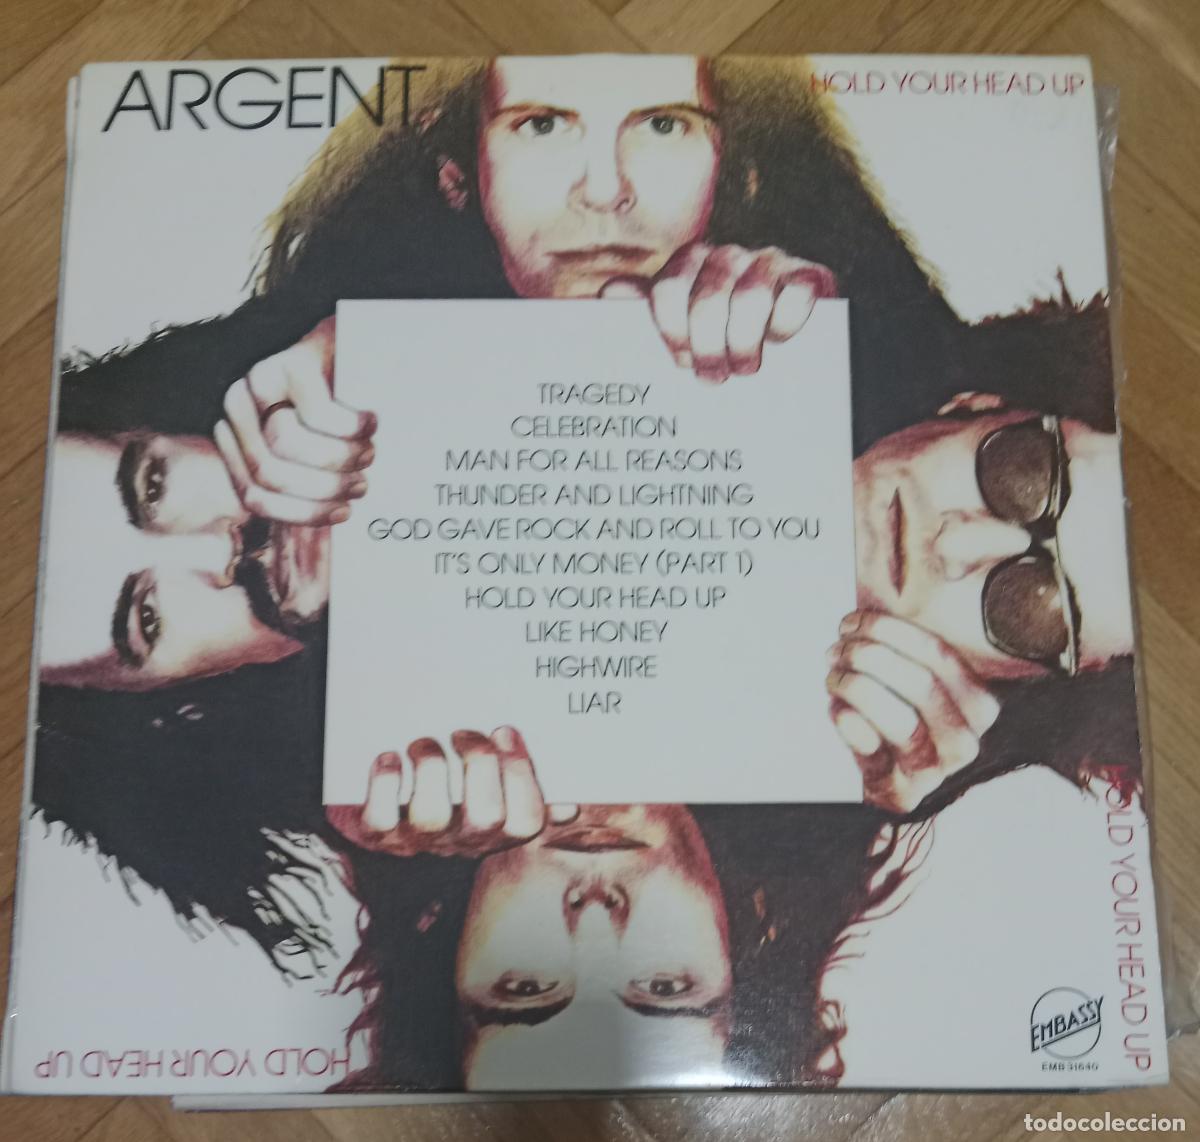 ARGENT
HOLD YOUR HEAD UP
TRAGEDY
CELEBRATION
MAN FOR ALL REASONS
THUNDER AND LIGHTNING
GOD GAVE ROCK AND ROLL TO YOU
IT'S ONLY MONEY (PART 1)
HOLD YOUR HEAD UP
LIKE HONEY
HIGHWIRE
LIAR
HOLD YOUR HEAD UP
HOLD YOUR HEAD UP
EMBASSY
EMB 31640
todocoleccion